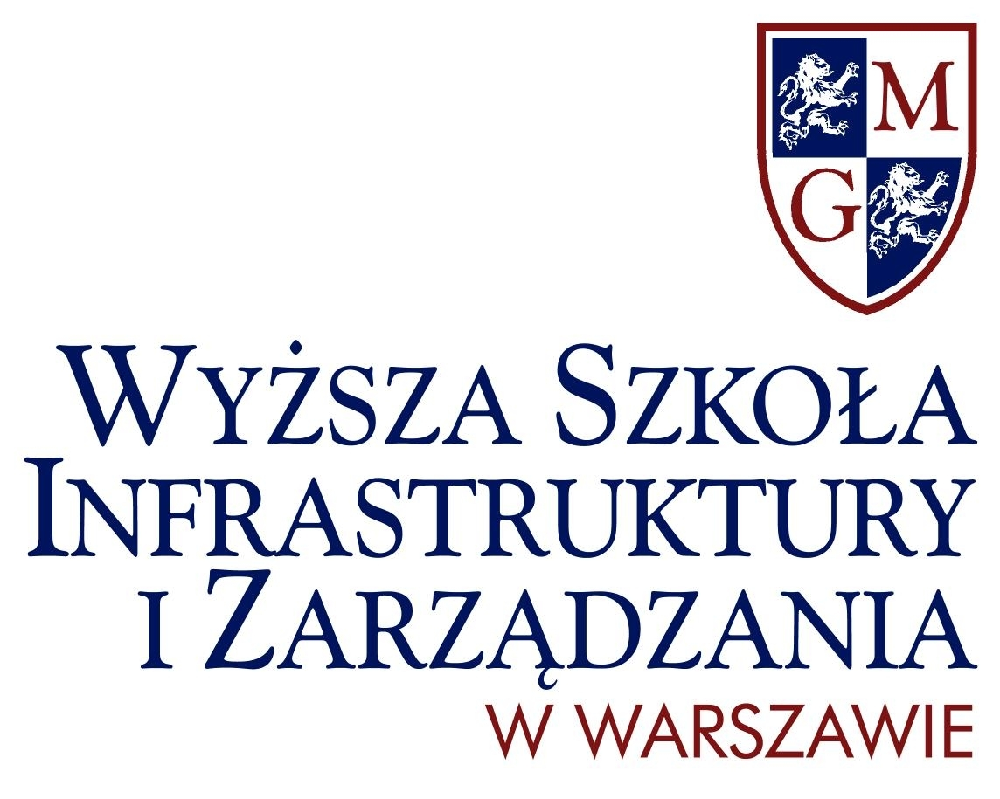 M
G
WYŻSZA SZKOŁA
INFRASTRUKTURY
I ZARZĄDZANIA
W WARSZAWIE